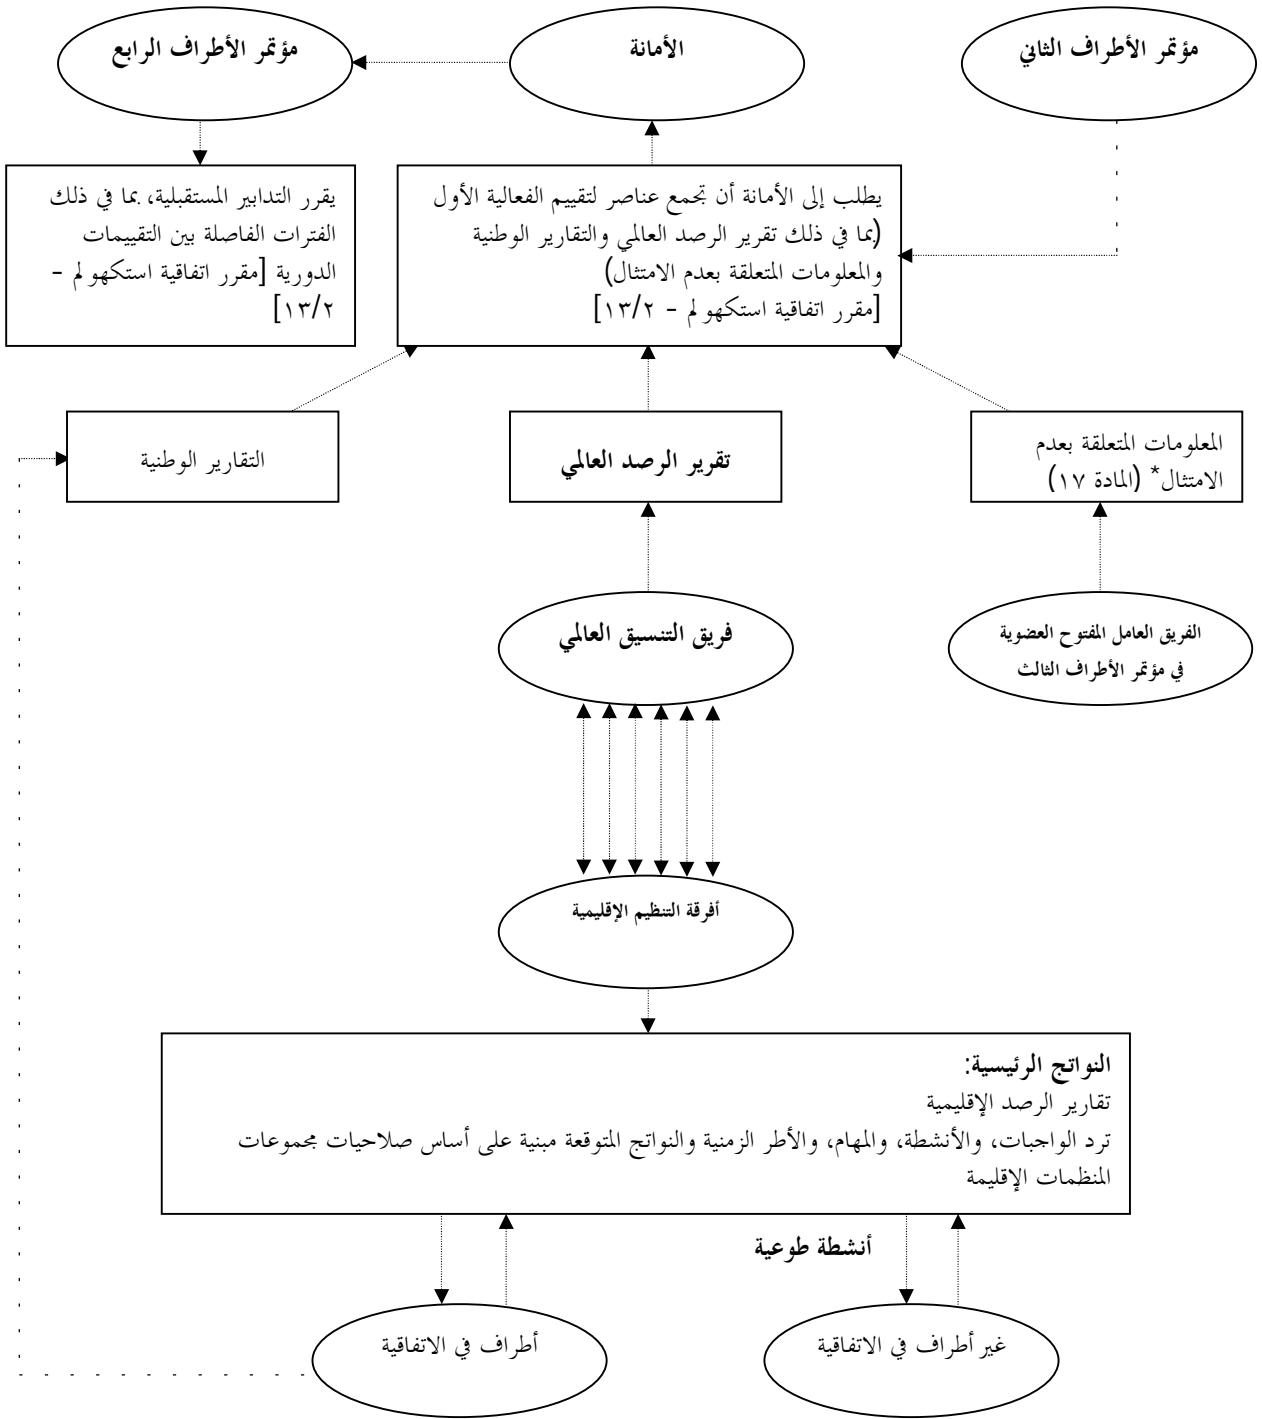 مؤتمر الأطراف الثاني
الأمانة
مؤتمر الأطراف الرابع
يطلب إلى الأمانة أن تجمع عناصر لتقييم الفعالية الأول
(بما في ذلك تقرير الرصد العالمي والتقارير الوطنية
والمعلومات المتعلقة بعدم الامتثال)
[مقرر اتفاقية استكهولم - ١٣/٢]
يقرر التدابير المستقبلية، بما في ذلك
الفترات الفاصلة بين التقييمات
الدورية [مقرر اتفاقية استكهولم -
١٣/٢]
المعلومات المتعلقة بعدم
الامتثال* (المادة ١٧)
تقرير الرصد العالمي
التقارير الوطنية
الفريق العامل المفتوح العضوية
في مؤتمر الأطراف الثالث
فريق التنسيق العالمي
أفرقة التنظيم الإقليمية
النواتج الرئيسية:
تقارير الرصد الإقليمية
ترد الواجبات، والأنشطة، والمهام، والأطر الزمنية والنواتج المتوقعة مبنية على أساس صلاحيات مجموعات
المنظمات الإقليمة
أنشطة طوعية
غير أطراف في الاتفاقية
أطراف في الاتفاقية